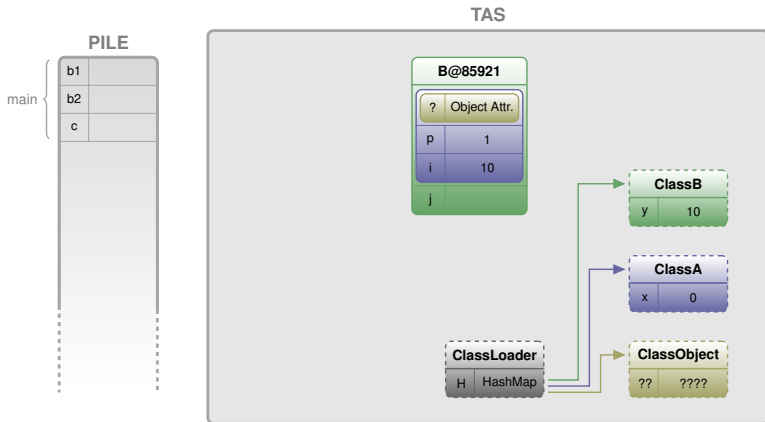 TAS
PILE
main
b1
b2
c
B@85921
? Object Attr.
p 1
i 10
j
ClassB
y 10
ClassA
x 0
ClassLoader
H HashMap
ClassObject
?? ????